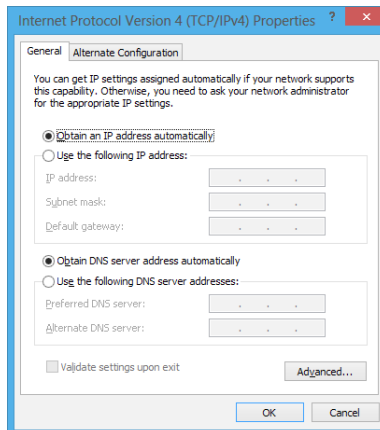 Internet Protocol Version 4 (TCP/IPv4) Properties ? x
General Alternate Configuration
You can get IP settings assigned automatically if your network supports
this capability. Otherwise, you need to ask your network administrator
for the appropriate IP settings.
Obtain an IP address automatically
Use the following IP address:
IP address: . . .
Subnet mask: . . .
Default gateway: . . .
Obtain DNS server address automatically
Use the following DNS server addresses:
Preferred DNS server: . . .
Alternate DNS server: . . .
Validate settings upon exit
Advanced...
OK Cancel